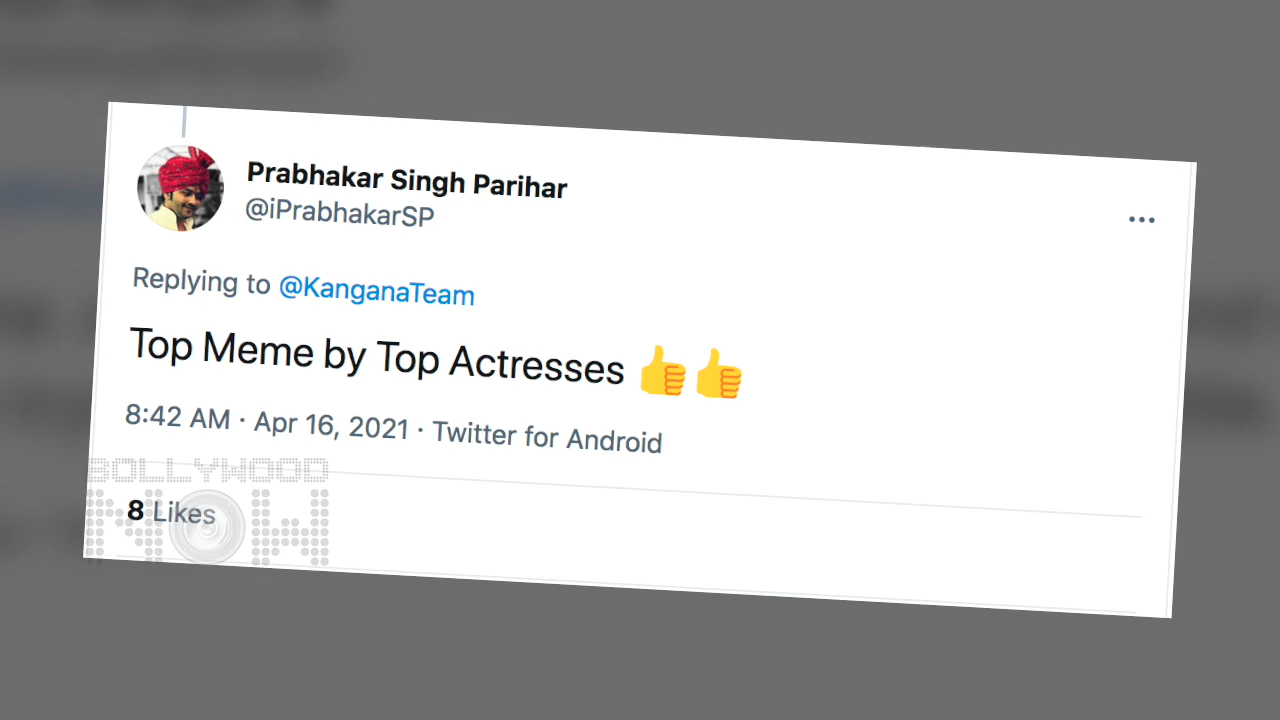 Prabhakar Singh Parihar
@iPrabhakarSP
Replying to @KanganaTeam
Top Meme by Top Actresses 👍👍
8:42 AM · Apr 16, 2021 · Twitter for Android
8 Likes
BOLLYWOOD
NOW